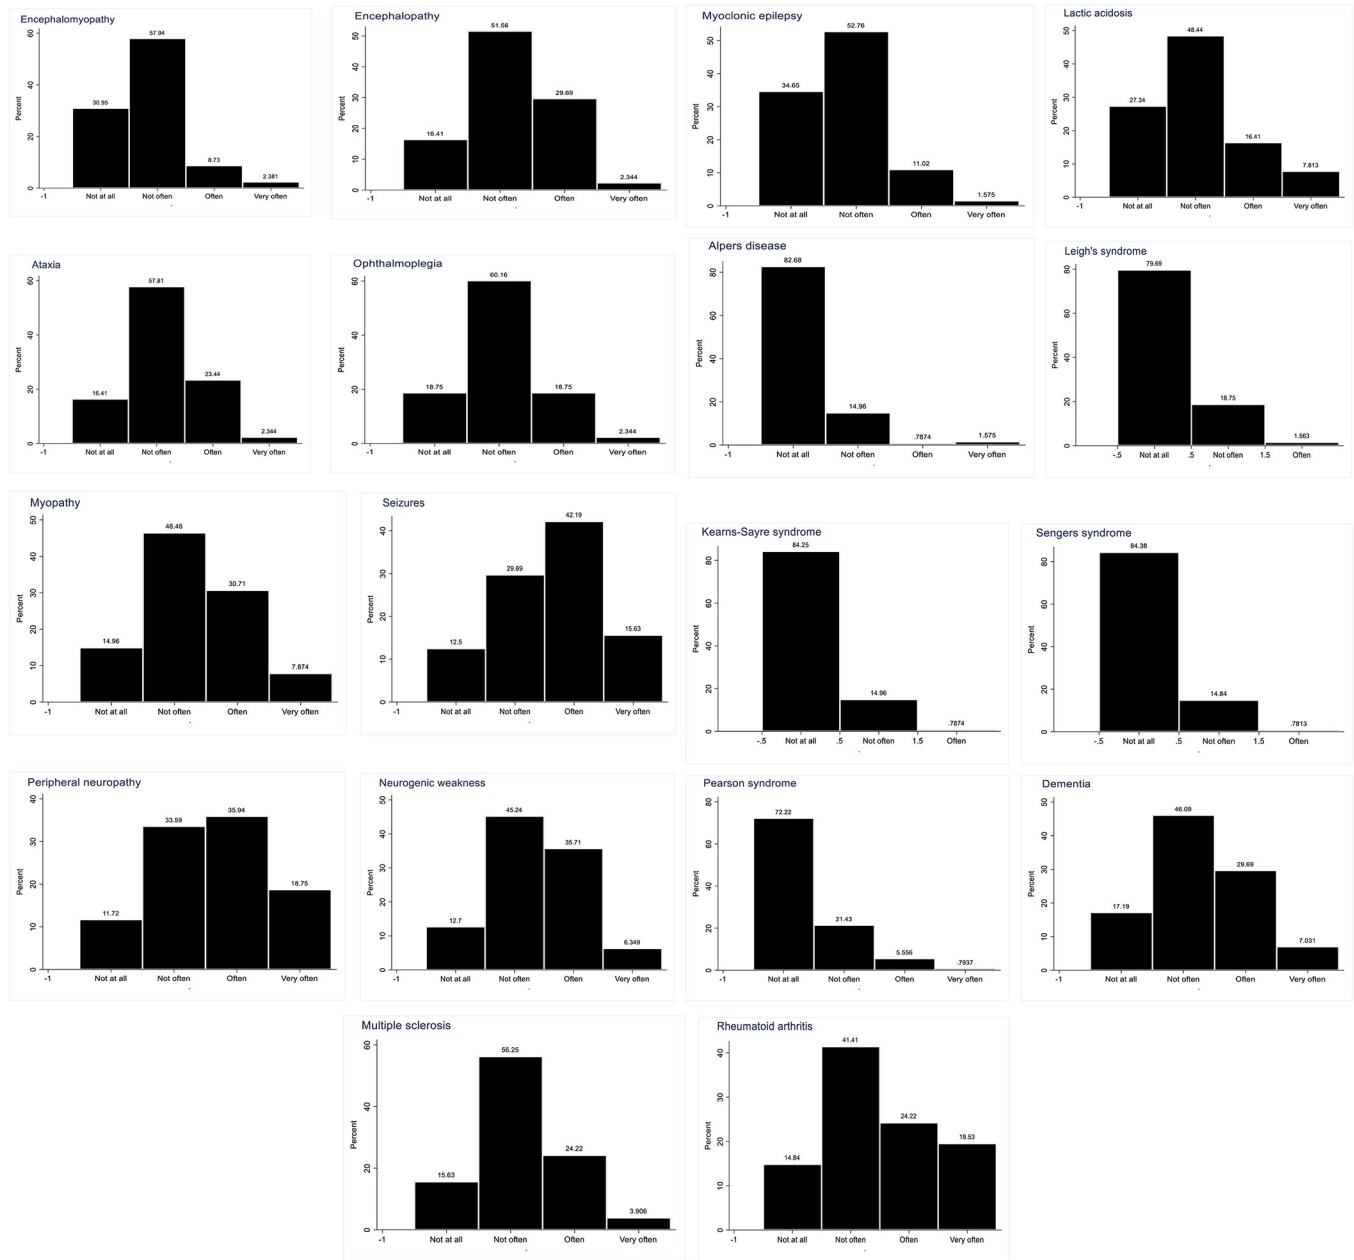 Encephalomyopathy
Percent
0 20 40 60
30.95
57.94
8.73
2.381
-1 Not at all Not often Often Very often
.
Encephalopathy
Percent
0 10 20 30 40 50
16.41
51.56
29.69
2.344
-1 Not at all Not often Often Very often
.
Myoclonic epilepsy
Percent
0 10 20 30 40 50
34.65
52.76
11.02
1.575
-1 Not at all Not often Often Very often
.
Lactic acidosis
Percent
0 10 20 30 40 50
27.34
48.44
16.41
7.813
-1 Not at all Not often Often Very often
.
Ataxia
Percent
0 20 40 60
16.41
57.81
23.44
2.344
-1 Not at all Not often Often Very often
.
Ophthalmoplegia
Percent
0 20 40 60
18.75
60.16
18.75
2.344
-1 Not at all Not often Often Very often
.
Alpers disease
Percent
0 20 40 60 80
82.68
14.96
.7874
1.575
-1 Not at all Not often Often Very often
.
Leigh's syndrome
Percent
0 20 40 60 80
79.69
18.75
1.563
-.5 Not at all .5 Not often 1.5 Often
.
Myopathy
Percent
0 10 20 30 40 50
14.96
46.46
30.71
7.874
-1 Not at all Not often Often Very often
.
Seizures
Percent
0 10 20 30 40
12.5
29.69
42.19
15.63
-1 Not at all Not often Often Very often
.
Kearns-Sayre syndrome
Percent
0 20 40 60 80
84.25
14.96
.7874
-.5 Not at all .5 Not often 1.5 Often
.
Sengers syndrome
Percent
0 20 40 60 80
84.38
14.84
.7813
-.5 Not at all .5 Not often 1.5 Often
.
Peripheral neuropathy
Percent
0 10 20 30 40
11.72
33.59
35.94
18.75
-1 Not at all Not often Often Very often
.
Neurogenic weakness
Percent
0 10 20 30 40 50
12.7
45.24
35.71
6.349
-1 Not at all Not often Often Very often
.
Pearson syndrome
Percent
0 20 40 60 80
72.22
21.43
5.556
.7937
-1 Not at all Not often Often Very often
.
Dementia
Percent
0 10 20 30 40 50
17.19
46.09
29.69
7.031
-1 Not at all Not often Often Very often
.
Multiple sclerosis
Percent
0 20 40 60
15.63
56.25
24.22
3.906
-1 Not at all Not often Often Very often
.
Rheumatoid arthritis
Percent
0 10 20 30 40
14.84
41.41
24.22
19.53
-1 Not at all Not often Often Very often
.